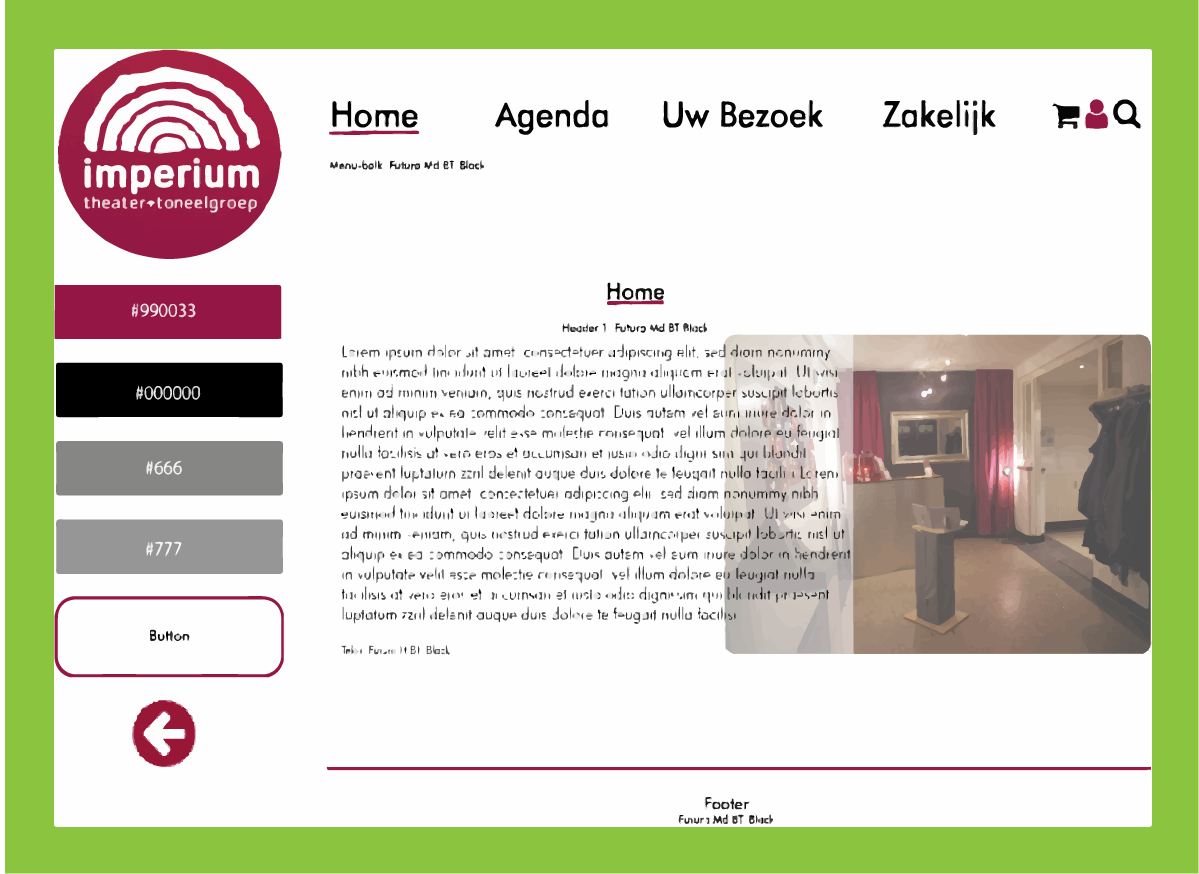 imperium
theater+toneelgroep
Home Agenda Uw Bezoek Zakelijk
Menu-balk Futura Md BT Black
#990033
#000000
#666
#777
Button
Home
Header 1 Futura Md BT Black
Lorem ipsum dolor sit amet, consectetuer adipiscing elit, sed diam nonummy
nibh euismod tincidunt ut laoreet dolore magna aliquam erat volutpat. Ut wisi
enim ad minim veniam, quis nostrud exerci tation ullamcorper suscipit lobortis
nisl ut aliquip ex ea commodo consequat. Duis autem vel eum iriure dolor in
hendrerit in vulputate velit esse molestie consequat, vel illum dolore eu feugiat
nulla facilisis at vero eros et accumsan et iusto odio dignissim qui blandit
praesent luptatum zzril delenit augue duis dolore te feugait nulla facilisi. Lorem
ipsum dolor sit amet, consectetuer adipiscing elit, sed diam nonummy nibh
euismod tincidunt ut laoreet dolore magna aliquam erat volutpat. Ut wisi enim
ad minim veniam, quis nostrud exerci tation ullamcorper suscipit lobortis nisl ut
aliquip ex ea commodo consequat. Duis autem vel eum iriure dolor in hendrerit
in vulputate velit esse molestie consequat, vel illum dolore eu feugiat nulla
facilisis at vero eros et accumsan et iusto odio dignissim qui blandit praesent
luptatum zzril delenit augue duis dolore te feugait nulla facilisi.
Tekst Futura Lt BT Black
Footer
Futura Md BT Black